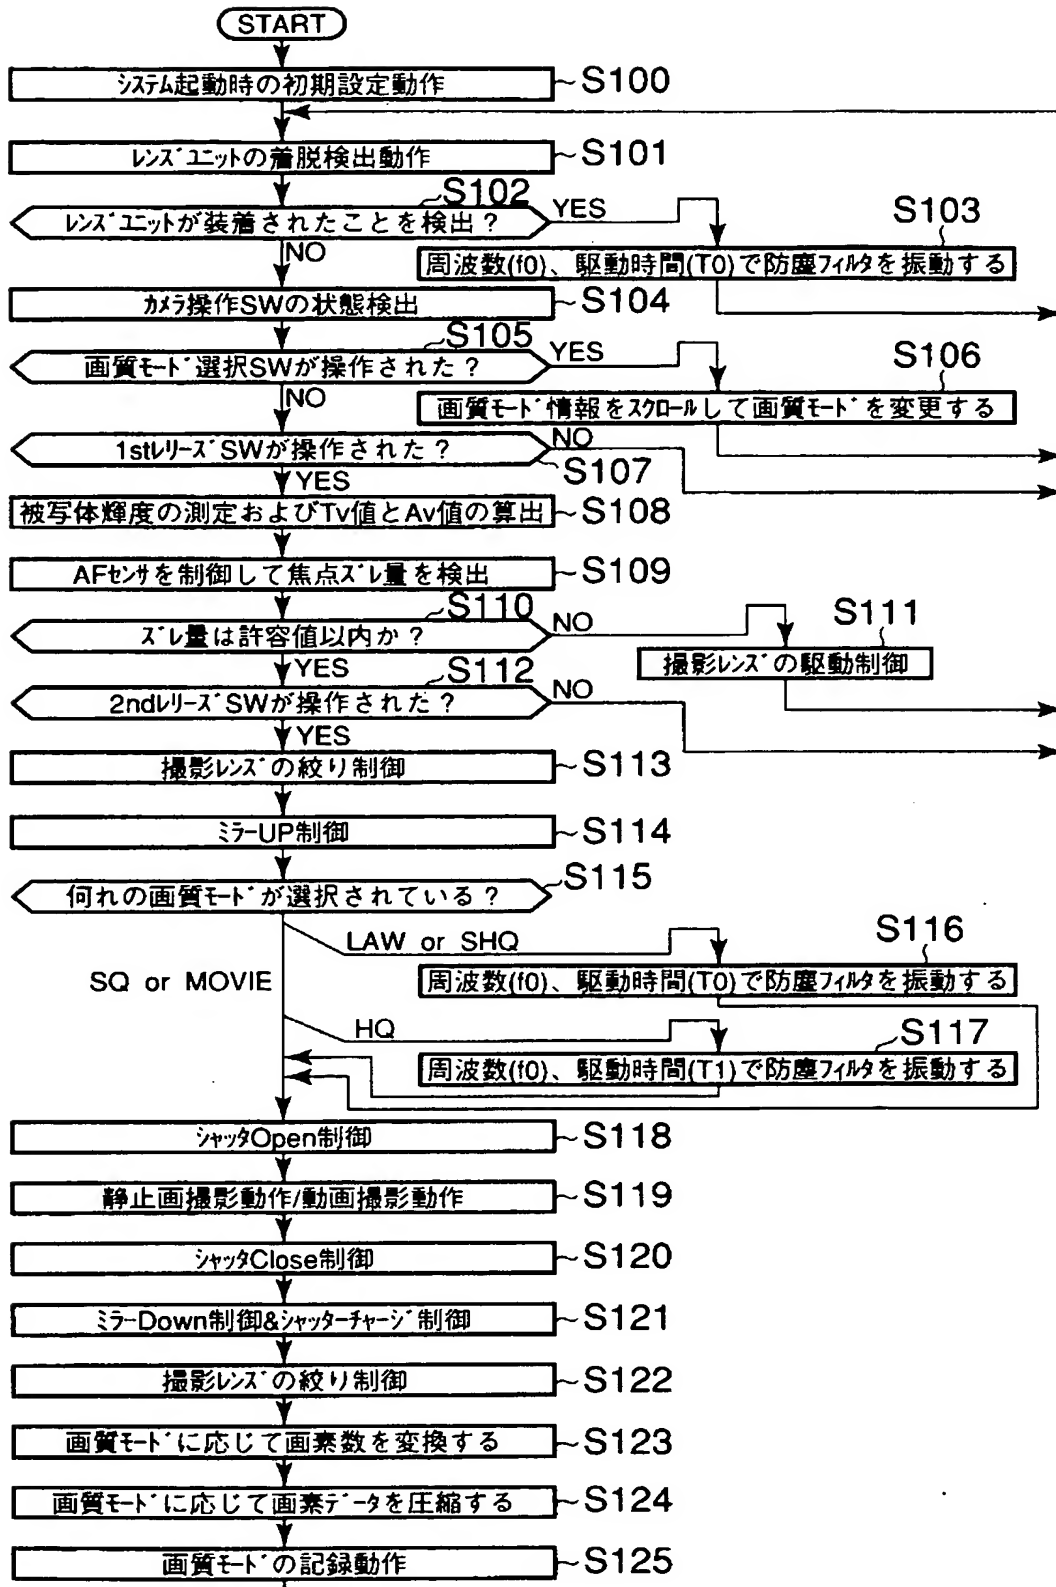 START
システム起動時の初期設定動作 ~S100
レンズユニットの着脱検出動作 ~S101
S102
レンズユニットが装着されたことを検出？ YES
S103
NO
周波数(f0)、駆動時間(T0)で防塵フィルタを振動する
カメラ操作SWの状態検出 ~S104
S105
画質モード選択SWが操作された？ YES
S106
NO
画質モード情報をスクロールして画質モードを変更する
1stレリーズSWが操作された？ NO
S107
YES
被写体輝度の測定およびTv値とAv値の算出 ~S108
AFセンサを制御して焦点ズレ量を検出 ~S109
S110
ズレ量は許容値以内か？ NO
S111
撮影レンズの駆動制御
YES
S112
2ndレリーズSWが操作された？ NO
YES
撮影レンズの絞り制御 ~S113
ミラーUP制御 ~S114
何れの画質モードが選択されている？ S115
LAW or SHQ
S116
SQ or MOVIE
周波数(f0)、駆動時間(T0)で防塵フィルタを振動する
HQ
S117
周波数(f0)、駆動時間(T1)で防塵フィルタを振動する
シャッタOpen制御 ~S118
静止画撮影動作/動画撮影動作 ~S119
シャッタClose制御 ~S120
ミラーDown制御&シャッターチャージ制御 ~S121
撮影レンズの絞り制御 ~S122
画質モードに応じて画素数を変換する ~S123
画質モードに応じて画素データを圧縮する ~S124
画質モードの記録動作 ~S125